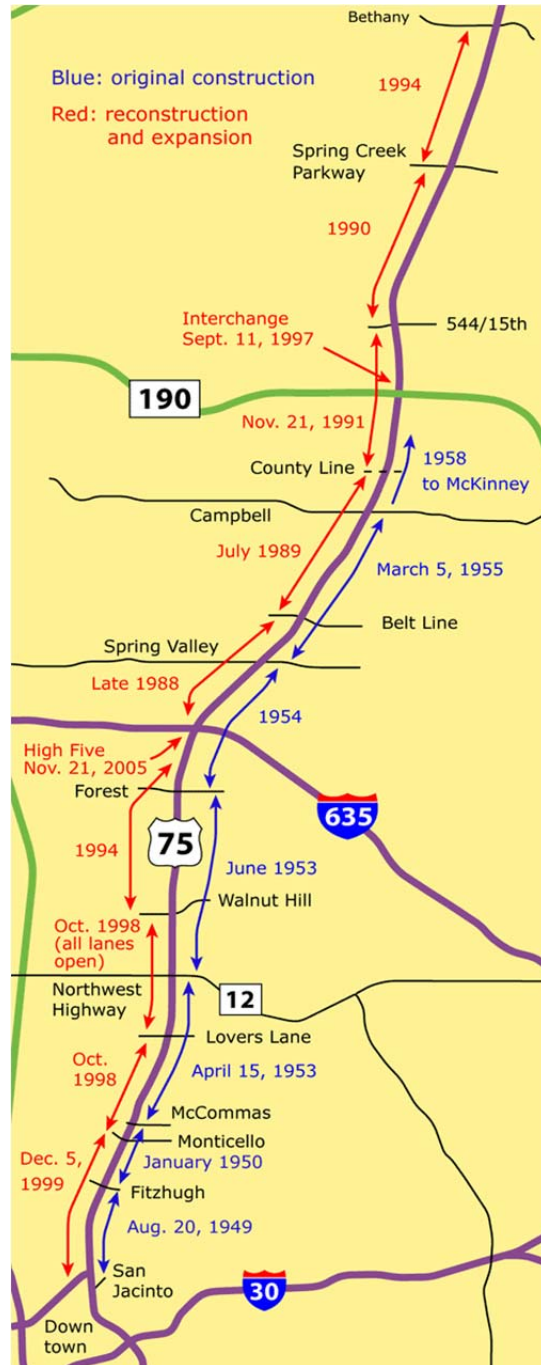 Bethany
Blue: original construction
1994
Red: reconstruction
and expansion
Spring Creek
Parkway
1990
Interchange
Sept. 11, 1997
544/15th
190
Nov. 21, 1991
County Line
1958
to McKinney
Campbell
July 1989
March 5, 1955
Belt Line
Spring Valley
Late 1988
1954
High Five
Nov. 21, 2005
Forest
635
75
1994
June 1953
Walnut Hill
Oct. 1998
(all lanes
open)
Northwest
Highway
12
Lovers Lane
Oct.
1998
April 15, 1953
McCommas
Monticello
Dec. 5,
1999
January 1950
Fitzhugh
Aug. 20, 1949
San
Jacinto
30
Down
town